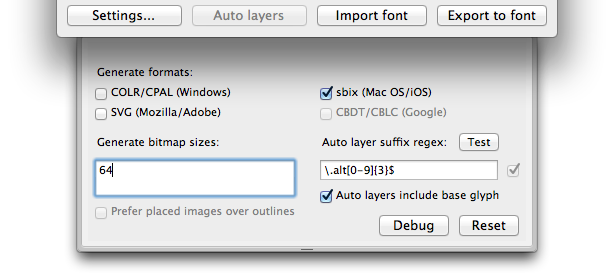 Settings... Auto layers Import font Export to font
Generate formats:
COLR/CPAL (Windows) sbix (Mac OS/iOS)
SVG (Mozilla/Adobe) CBDT/CBLC (Google)
Generate bitmap sizes: Auto layer suffix regex: Test
64 \.alt[0-9]{3}$
Auto layers include base glyph
Prefer placed images over outlines
Debug Reset